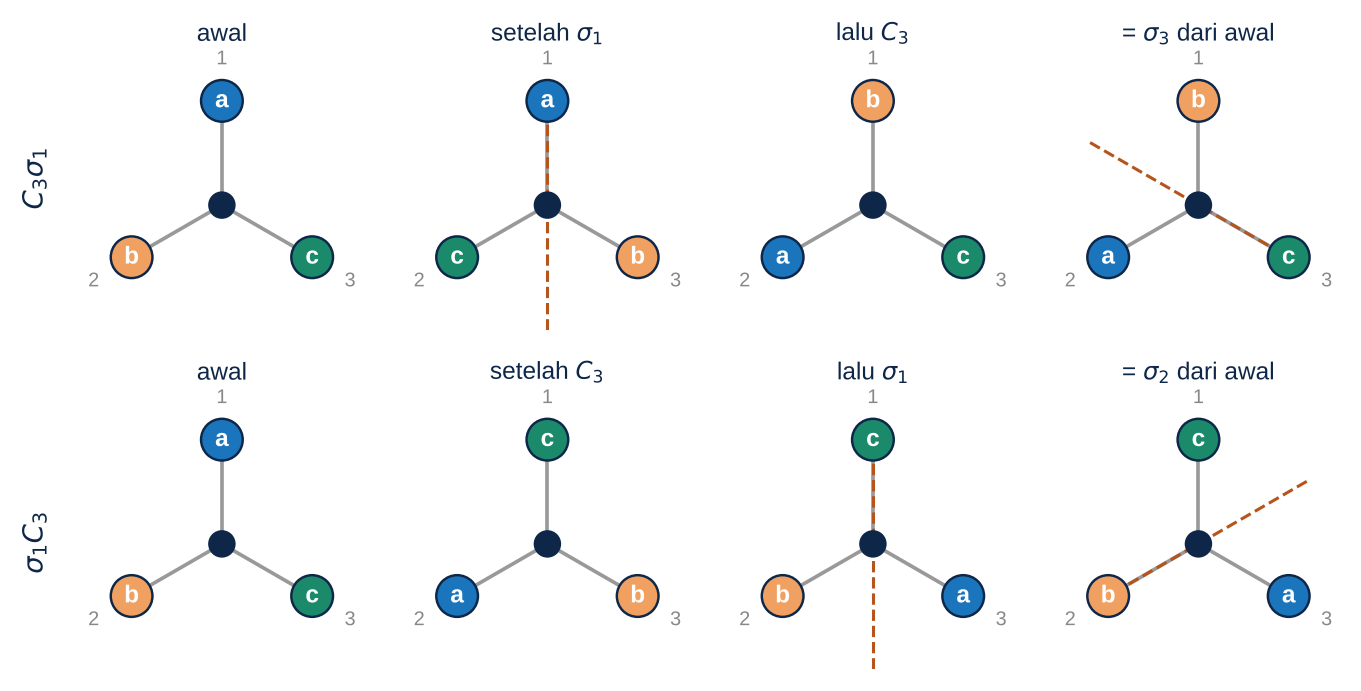 awal
1
a
b
c
2
3
setelah σ₁
1
a
c
b
2
3
lalu C₃
1
b
a
c
2
3
= σ₃ dari awal
1
b
a
c
2
3
C₃σ₁
awal
1
a
b
c
2
3
setelah C₃
1
c
a
b
2
3
lalu σ₁
1
c
b
a
2
3
= σ₂ dari awal
1
c
b
a
2
3
σ₁C₃